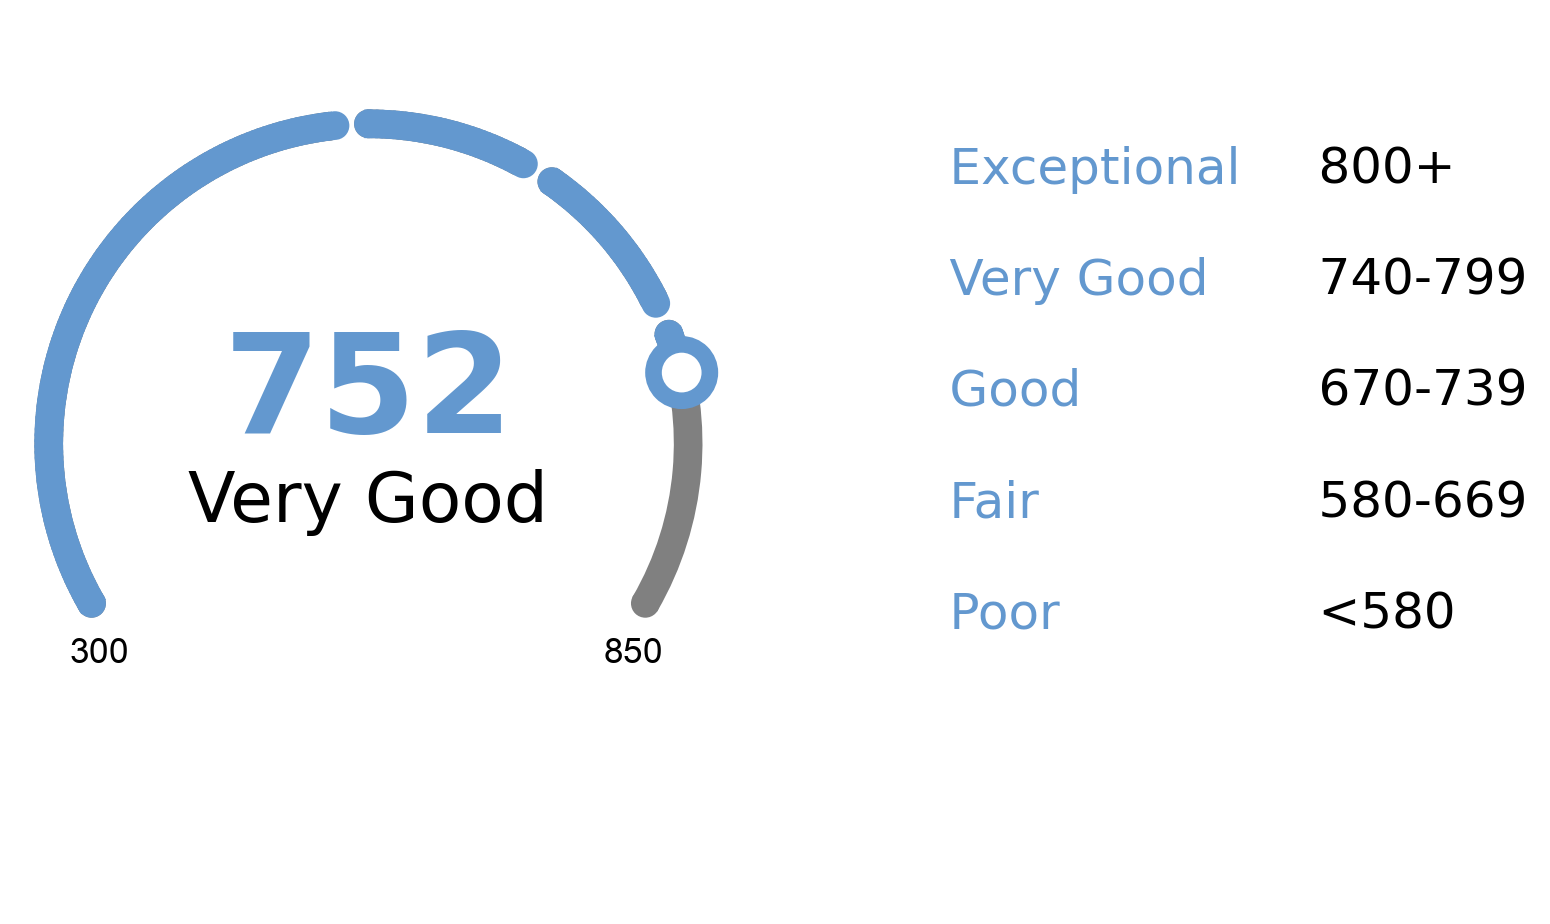 752
Very Good
300
850
Exceptional 800+
Very Good 740-799
Good 670-739
Fair 580-669
Poor <580